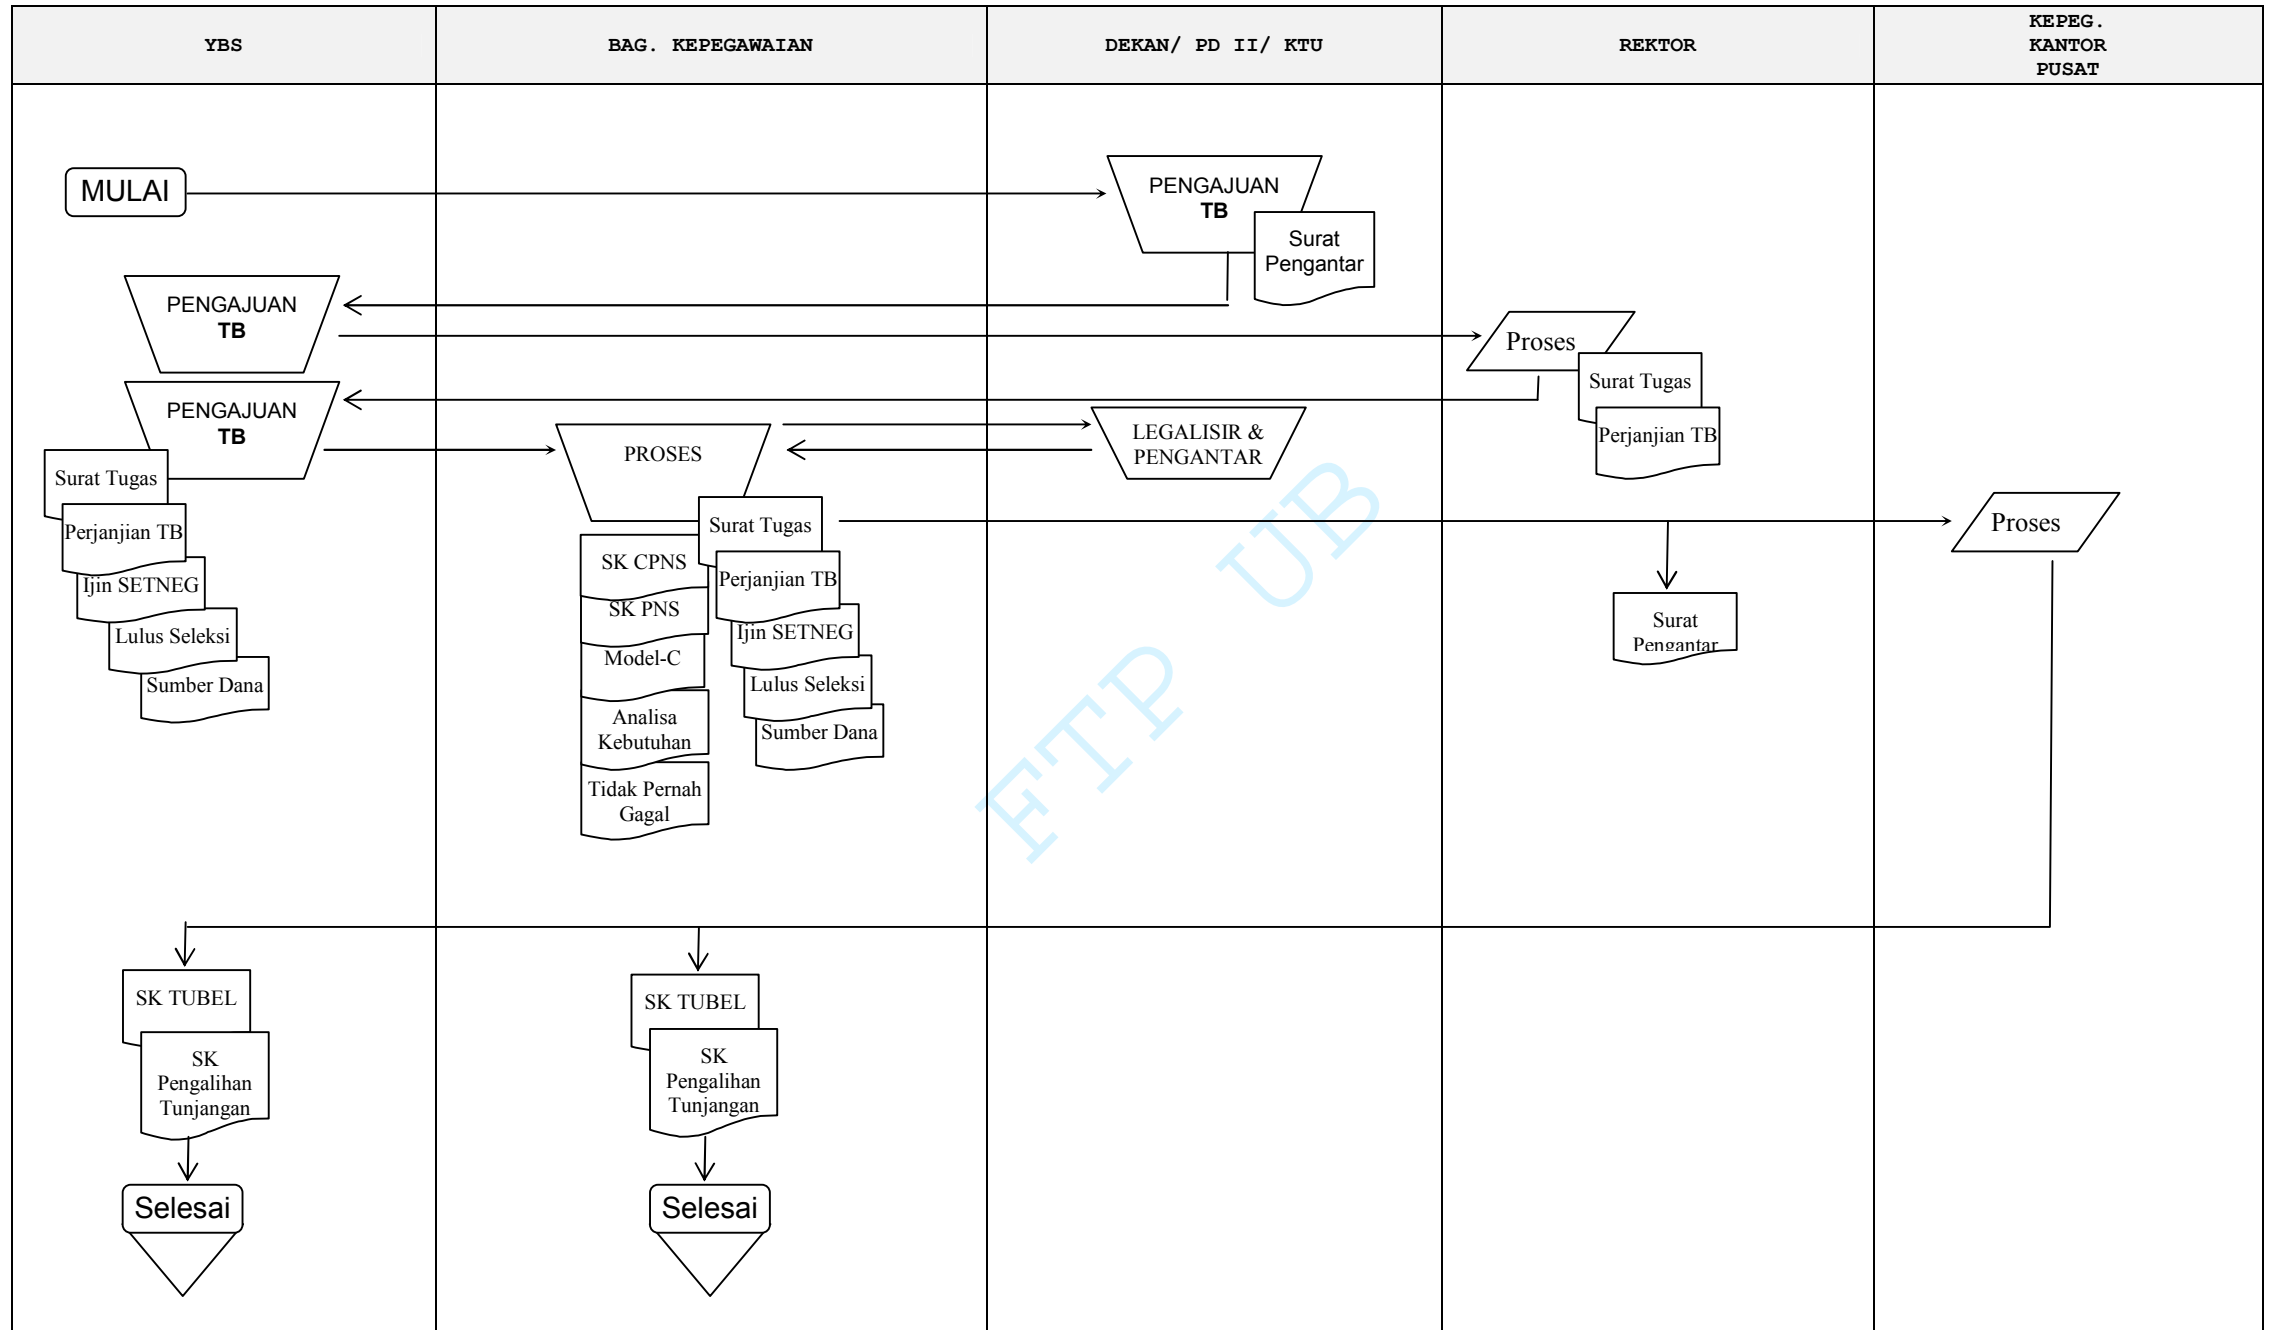 YBS
BAG. KEPEGAWAIAN
DEKAN/ PD II/ KTU
REKTOR
KEPEG.
KANTOR
PUSAT
MULAI
PENGAJUAN
TB
Surat
Pengantar
PENGAJUAN
TB
Proses
Surat Tugas
Perjanjian TB
PENGAJUAN
TB
Surat Tugas
Perjanjian TB
Ijin SETNEG
Lulus Seleksi
Sumber Dana
PROSES
LEGALISIR &
PENGANTAR
SK CPNS
SK PNS
Model-C
Analisa
Kebutuhan
Tidak Pernah
Gagal
Surat Tugas
Perjanjian TB
Ijin SETNEG
Lulus Seleksi
Sumber Dana
Surat
Pengantar
Proses
FTP UB
SK TUBEL
SK
Pengalihan
Tunjangan
Selesai
SK TUBEL
SK
Pengalihan
Tunjangan
Selesai